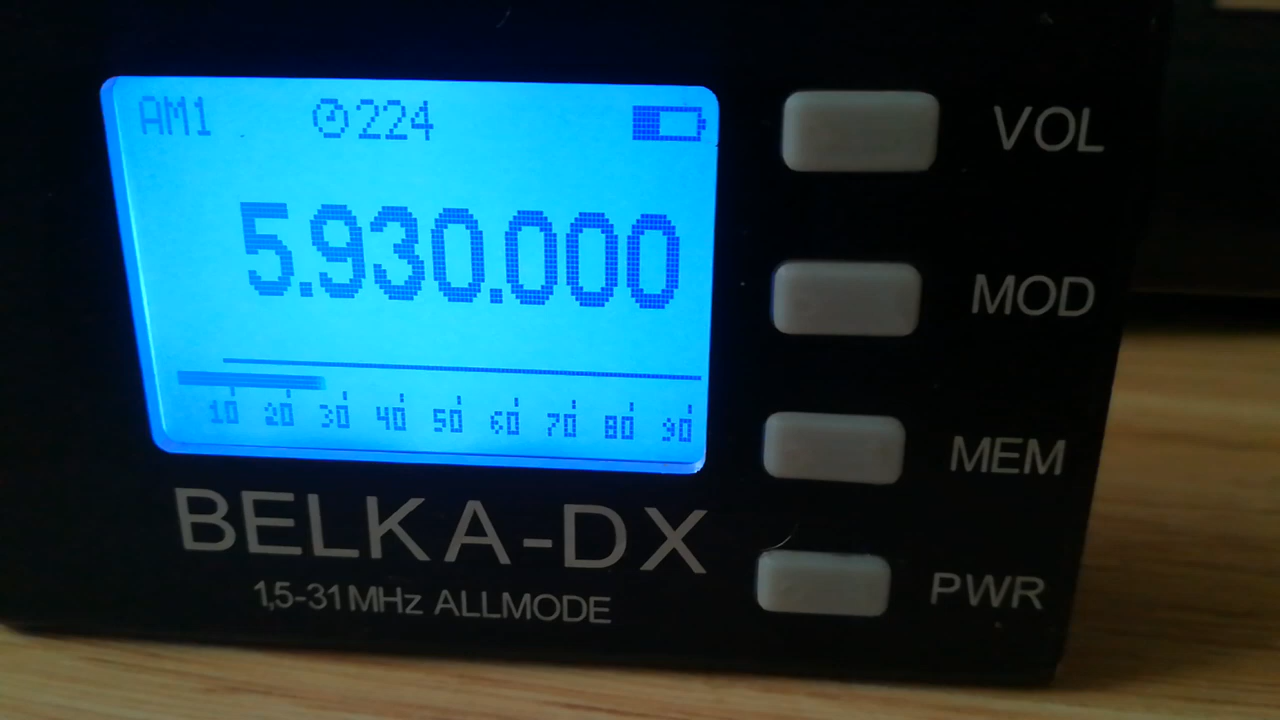 AM1 224
5.930.000
10 20 30 40 50 60 70 80 90
VOL
MOD
MEM
PWR
BELKA-DX
1,5-31MHz ALLMODE